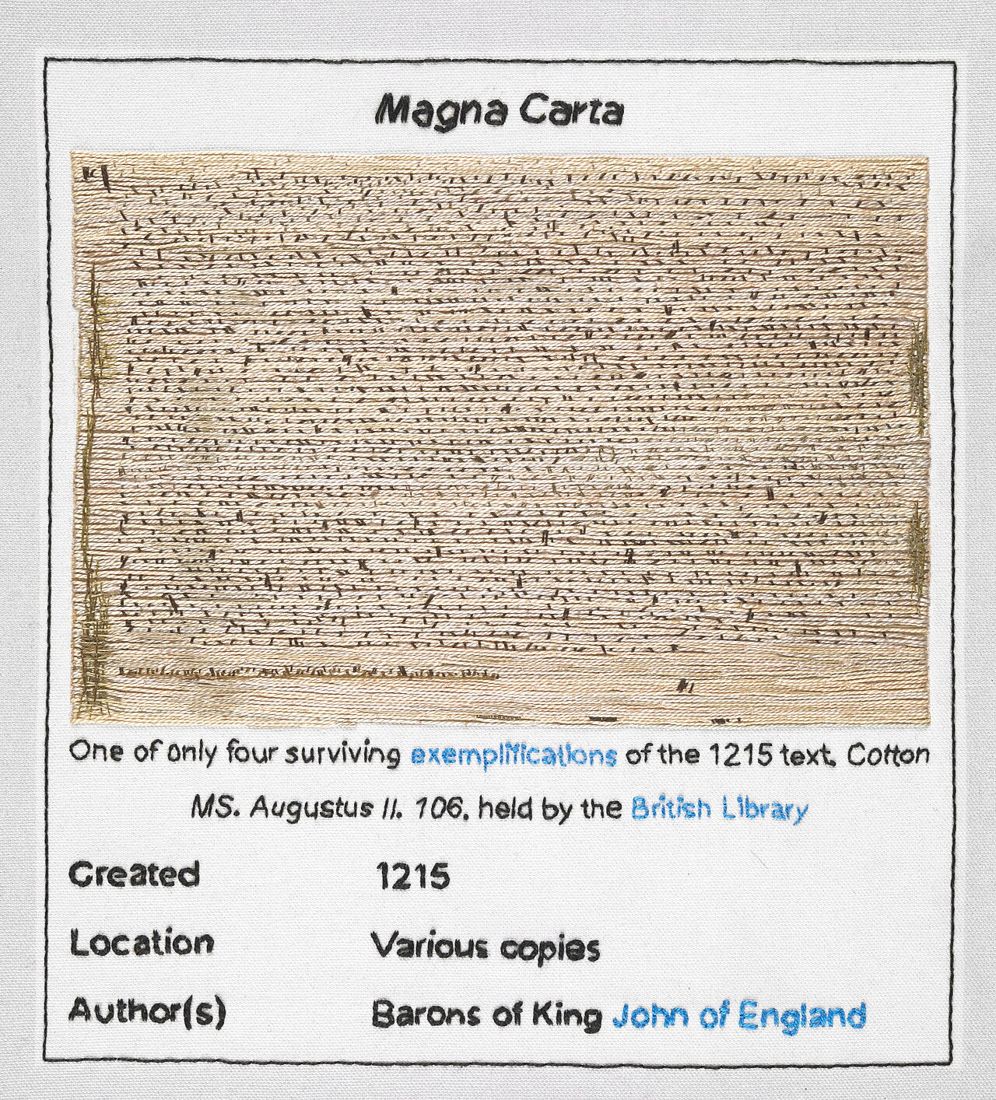 Magna Carta
One of only four surviving exemplifications of the 1215 text, Cotton
MS. Augustus II. 106, held by the British Library
Created 1215
Location Various copies
Author(s) Barons of King John of England